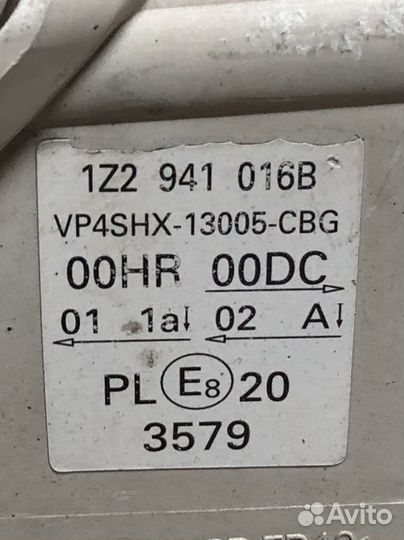 1Z2 941 016B
VP4SHX-13005-CBG
00HR 00DC
01 1a↓ 02 A↓
PL E8 20
3579
Avito